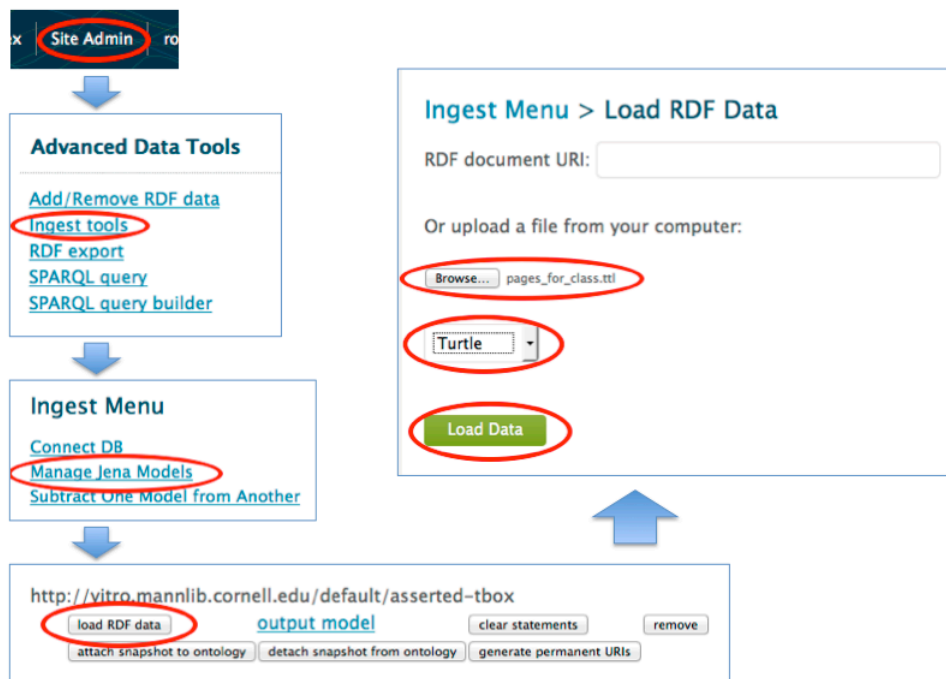 ex Site Admin ro
Advanced Data Tools
Add/Remove RDF data
Ingest tools
RDF export
SPARQL query
SPARQL query builder
Ingest Menu
Connect DB
Manage Jena Models
Subtract One Model from Another
http://vitro.mannlib.cornell.edu/default/asserted-tbox
load RDF data output model clear statements remove
attach snapshot to ontology detach snapshot from ontology generate permanent URIs
Ingest Menu > Load RDF Data
RDF document URI:
Or upload a file from your computer:
Browse... pages_for_class.ttl
Turtle
Load Data